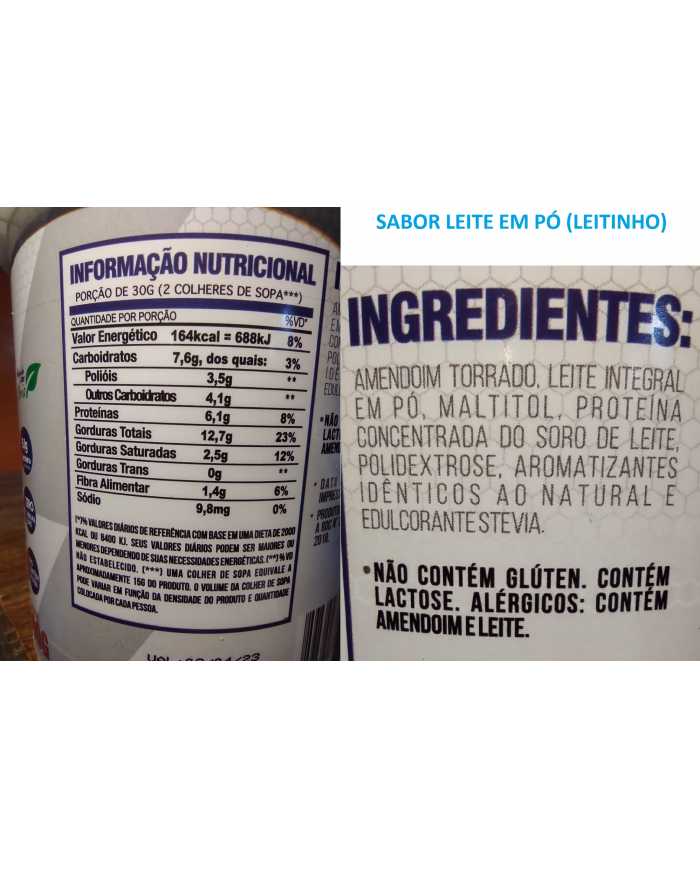 SABOR LEITE EM PÓ (LEITINHO)
INFORMAÇÃO NUTRICIONAL
PORÇÃO DE 30G (2 COLHERES DE SOPA***)
QUANTIDADE POR PORÇÃO %VD*
Valor Energético 164kcal = 688kJ 8%
Carboidratos 7,6g, dos quais: 3%
Polióis 3,5g **
Outros Carboidratos 4,1g **
Proteínas 6,1g 8%
Gorduras Totais 12,7g 23%
Gorduras Saturadas 2,5g 12%
Gorduras Trans 0g **
Fibra Alimentar 1,4g 6%
Sódio 9,8mg 0%
(*)% VALORES DIÁRIOS DE REFERÊNCIA COM BASE EM UMA DIETA DE 2000
KCAL OU 8400 KJ. SEUS VALORES DIÁRIOS PODEM SER MAIORES OU
MENORES DEPENDENDO DE SUAS NECESSIDADES ENERGÉTICAS. (**) % VD
NÃO ESTABELECIDO. (***) UMA COLHER DE SOPA EQUIVALE A
APROXIMADAMENTE 15G DO PRODUTO. O VOLUME DA COLHER DE SOPA
PODE VARIAR EM FUNÇÃO DA DENSIDADE DO PRODUTO E QUANTIDADE
COLOCADA POR CADA PESSOA.
INGREDIENTES:
AMENDOIM TORRADO, LEITE INTEGRAL
EM PÓ, MALTITOL, PROTEÍNA
CONCENTRADA DO SORO DE LEITE,
POLIDEXTROSE, AROMATIZANTES
IDÊNTICOS AO NATURAL E
EDULCORANTE STEVIA.
•NÃO CONTÉM GLÚTEN. CONTÉM
LACTOSE. ALÉRGICOS: CONTÉM
AMENDOIM E LEITE.